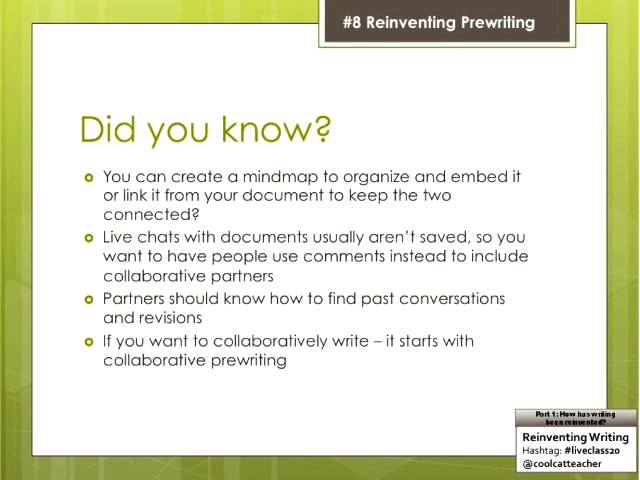 #8 Reinventing Prewriting
Did you know?
You can create a mindmap to organize and embed it
or link it from your document to keep the two
connected?
Live chats with documents usually aren't saved, so you
want to have people use comments instead to include
collaborative partners
Partners should know how to find past conversations
and revisions
If you want to collaboratively write – it starts with
collaborative prewriting
Part 1: How has writing
been reinvented?
Reinventing Writing
Hashtag: #liveclass20
@coolcatteacher